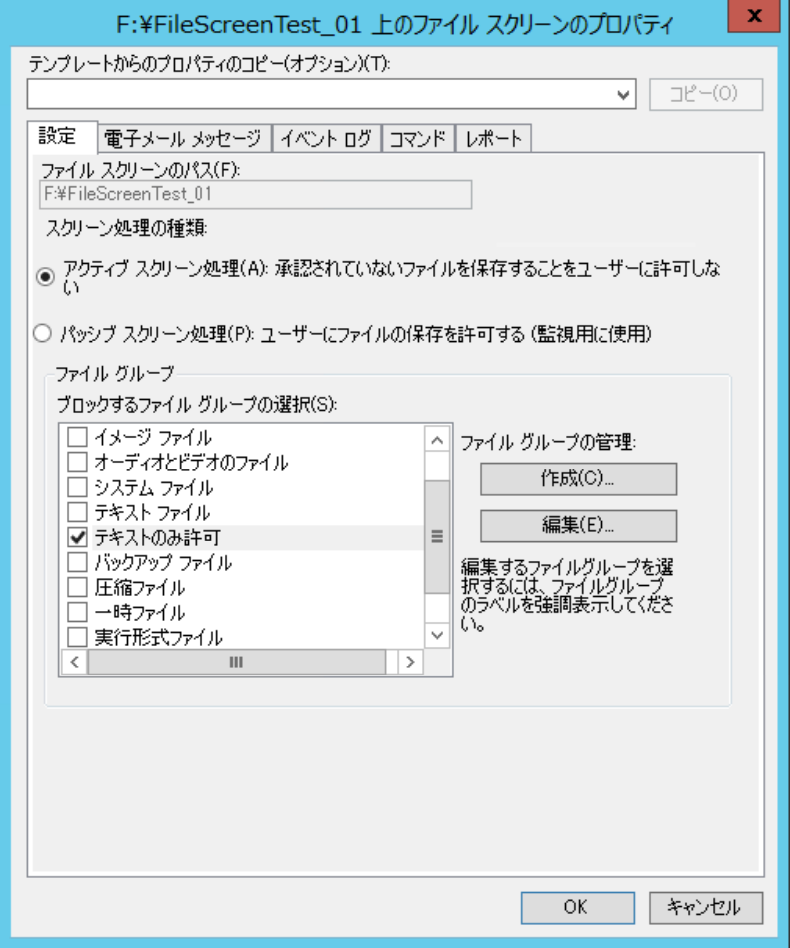 F:¥FileScreenTest_01 上のファイル スクリーンのプロパティ
x
テンプレートからのプロパティのコピー(オプション)(T):
コピー(O)
設定
電子メール メッセージ
イベント ログ
コマンド
レポート
ファイル スクリーンのパス(F):
F:¥FileScreenTest_01
スクリーン処理の種類:
アクティブ スクリーン処理(A): 承認されていないファイルを保存することをユーザーに許可しな
い
パッシブ スクリーン処理(P): ユーザーにファイルの保存を許可する (監視用に使用)
ファイル グループ
ブロックするファイル グループの選択(S):
イメージ ファイル
オーディオとビデオのファイル
システム ファイル
テキスト ファイル
テキストのみ許可
バックアップ ファイル
圧縮ファイル
一時ファイル
実行形式ファイル
ファイル グループの管理:
作成(C)...
編集(E)...
編集するファイルグループを選
択するには、ファイルグループ
のラベルを強調表示してくださ
い。
OK
キャンセル